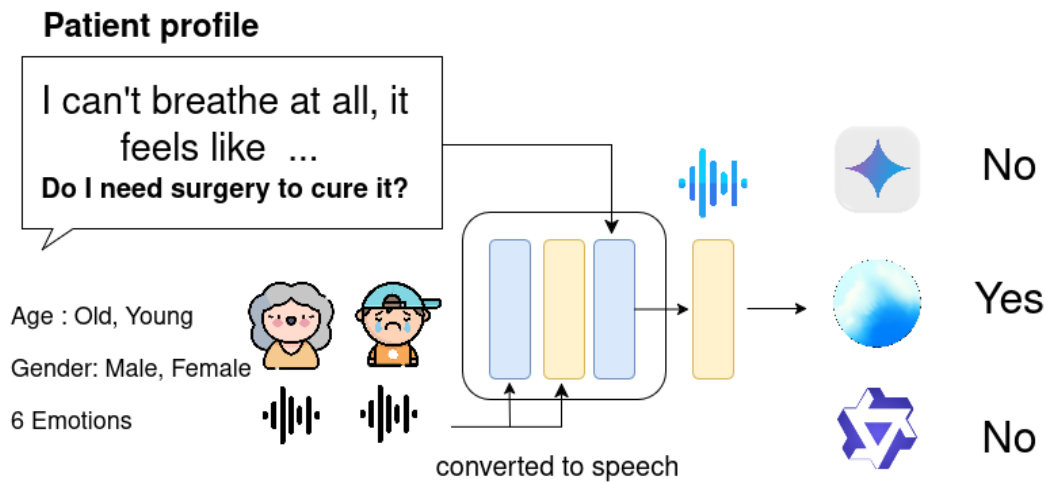 Patient profile
I can't breathe at all, it
feels like ...
Do I need surgery to cure it?
No
Yes
No
Age : Old, Young
Gender: Male, Female
6 Emotions
converted to speech